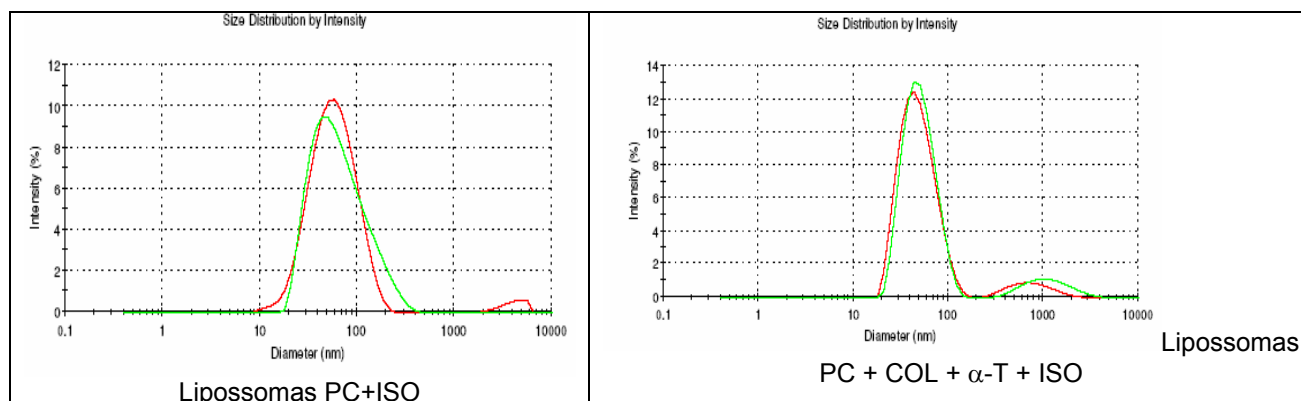 Size Distribution by Intensity
12
10
8
6
4
2
0
Intensity (%)
0.1 1 10 100 1000 10000
Diameter (nm)
Lipossomas PC+ISO
Size Distribution by Intensity
14
12
10
8
6
4
2
0
Intensity (%)
0.1 1 10 100 1000 10000
Diameter (nm)
Lipossomas
PC + COL + α-T + ISO